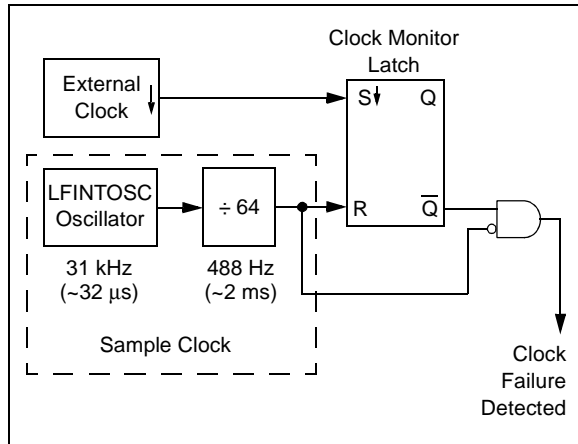 Clock Monitor
Latch
External
Clock
S
Q
LFINTOSC
Oscillator
÷ 64
R
Q̅
31 kHz
(~32 μs)
488 Hz
(~2 ms)
Sample Clock
Clock
Failure
Detected